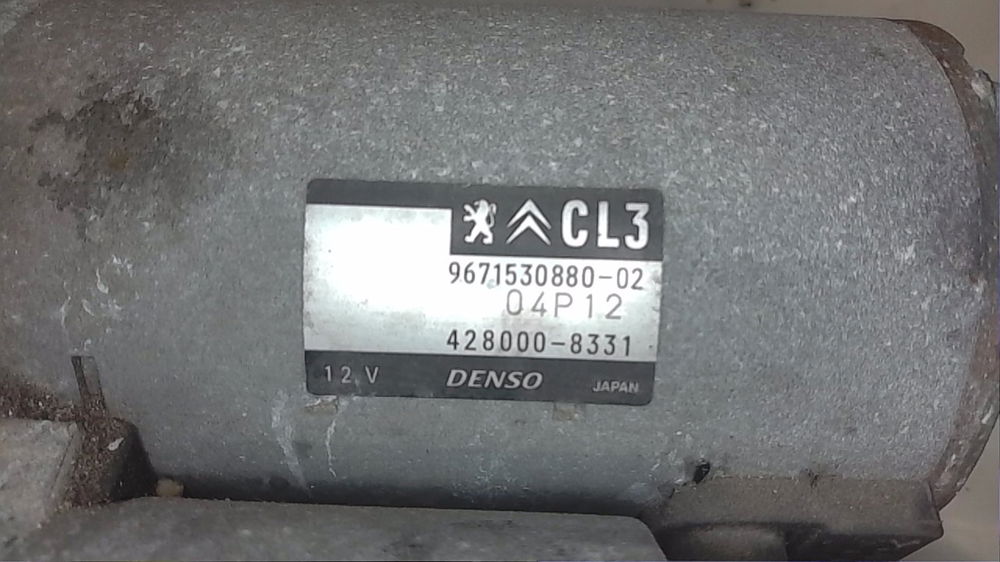 CL3
9671530880-02
04P12
428000-8331
12V DENSO JAPAN